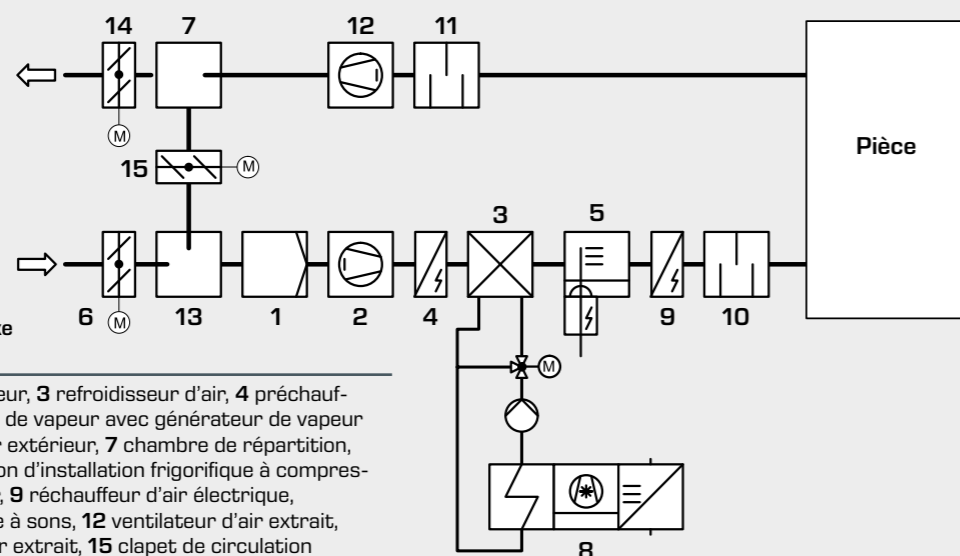 14 7 12 11
M
Pièce
15 M
3 5
6 M 13 1 2 4 9 10
M
eur, 3 refroidisseur d'air, 4 préchauf-
de vapeur avec générateur de vapeur
extérieur, 7 chambre de répartition,
on d'installation frigorifique à compres-
9 réchauffeur d'air électrique,
à sons, 12 ventilateur d'air extrait,
extrait, 15 clapet de circulation
8